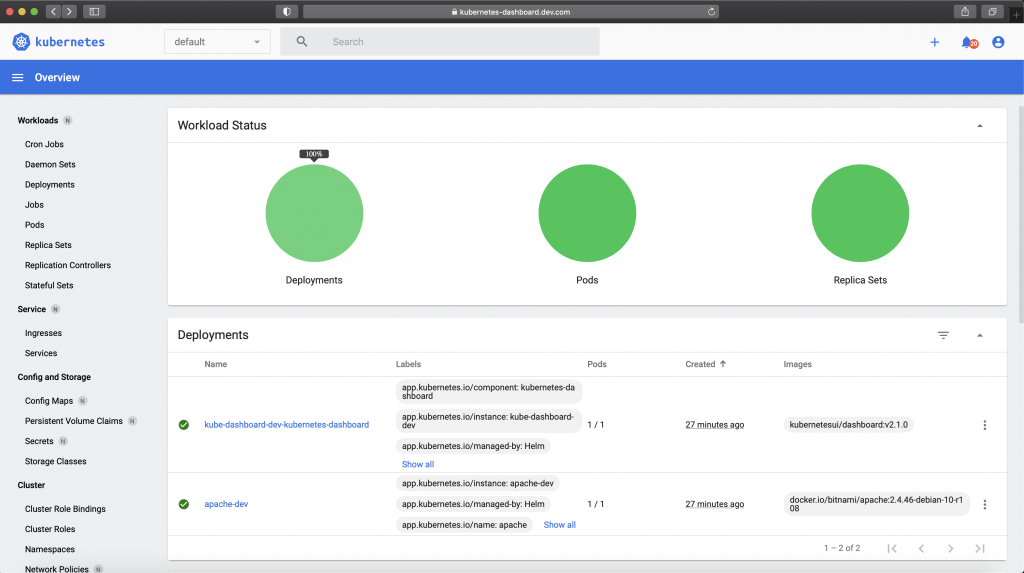 kubernetes-dashboard.dev.com
kubernetes
default
Search
20
Overview
Workloads N
Cron Jobs
Daemon Sets
Deployments
Jobs
Pods
Replica Sets
Replication Controllers
Stateful Sets
Service N
Ingresses
Services
Config and Storage
Config Maps N
Persistent Volume Claims N
Secrets N
Storage Classes
Cluster
Cluster Role Bindings
Cluster Roles
Namespaces
Network Policies N
Workload Status
100%
Deployments
Pods
Replica Sets
Deployments
Name Labels Pods Created Images
app.kubernetes.io/component: kubernetes-da
shboard
app.kubernetes.io/instance: kube-dashboard-
dev
app.kubernetes.io/managed-by: Helm
Show all
kube-dashboard-dev-kubernetes-dashboard
1 / 1
27 minutes ago
kubernetesui/dashboard:v2.1.0
app.kubernetes.io/instance: apache-dev
app.kubernetes.io/managed-by: Helm
app.kubernetes.io/name: apache Show all
apache-dev
1 / 1
27 minutes ago
docker.io/bitnami/apache:2.4.46-debian-10-r1
08
1 – 2 of 2